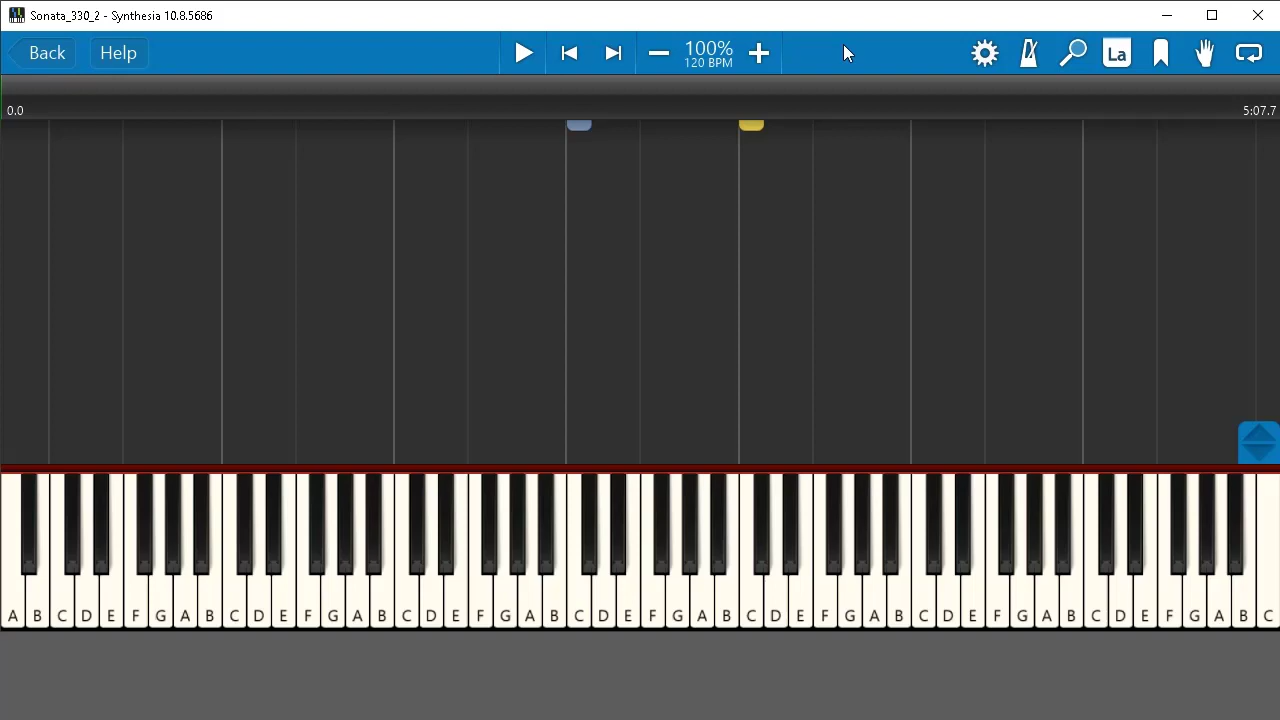 Sonata_330_2 - Synthesia 10.8.5686
Back Help 100% La
120 BPM
0.0 5:07.7
A B C D E F G A B C D E F G A B C D E F G A B C D E F G A B C D E F G A B C D E F G A B C D E F G A B C